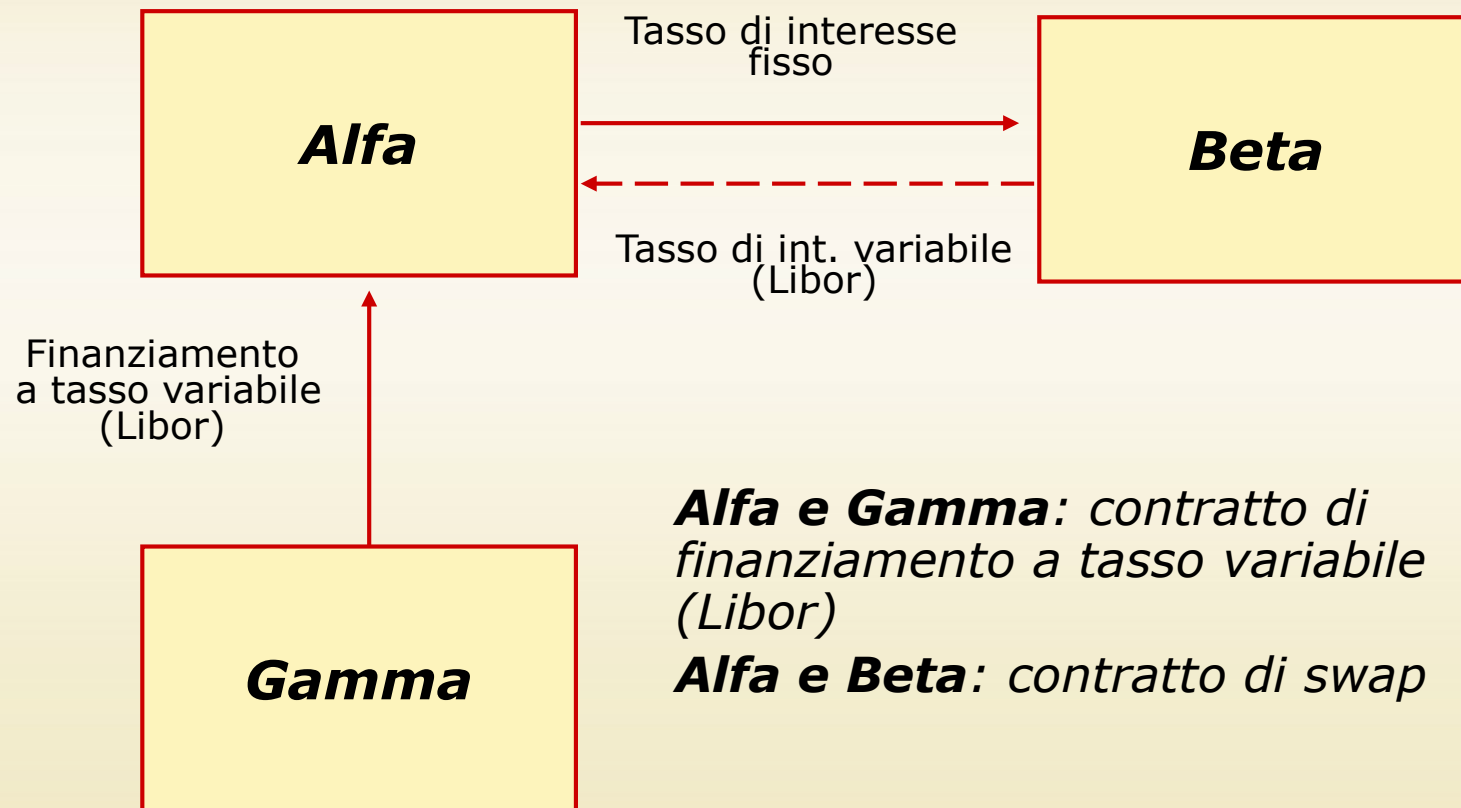 Tasso di interesse
fisso
Alfa
Beta
Tasso di int. variabile
(Libor)
Finanziamento
a tasso variabile
(Libor)
Alfa e Gamma: contratto di
finanziamento a tasso variabile
(Libor)
Alfa e Beta: contratto di swap
Gamma